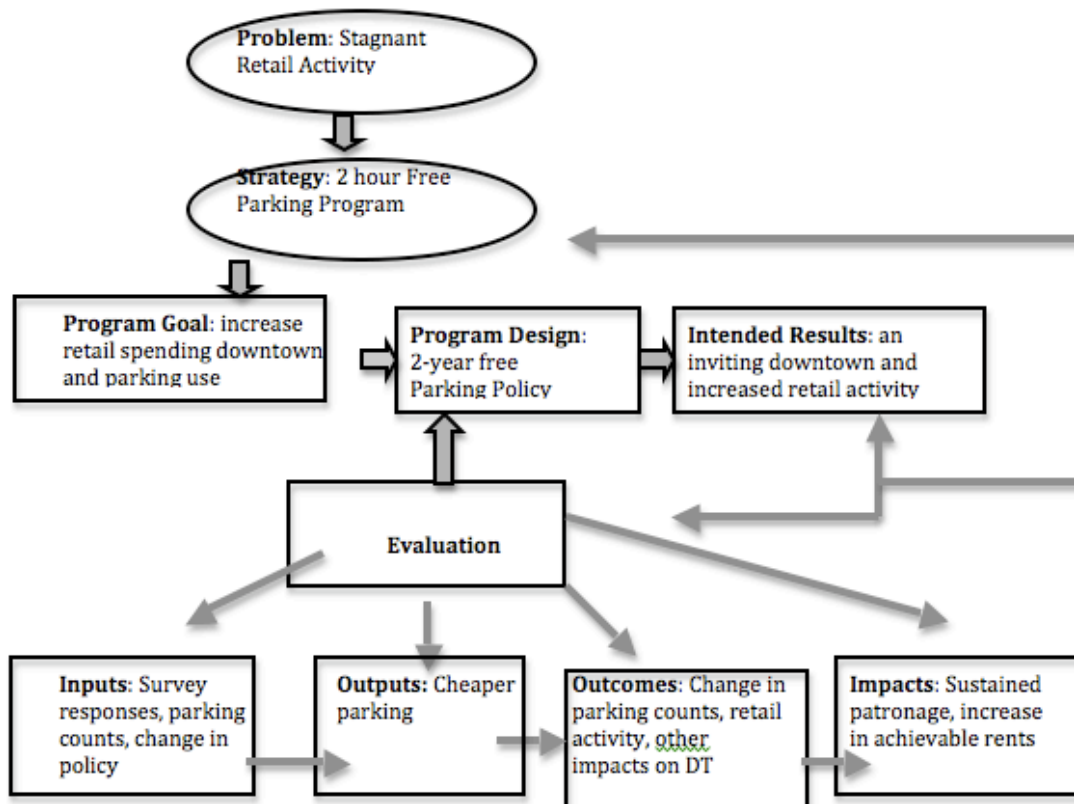 Problem: Stagnant
Retail Activity
Strategy: 2 hour Free
Parking Program
Program Goal: increase
retail spending downtown
and parking use
Program Design:
2-year free
Parking Policy
Intended Results: an
inviting downtown and
increased retail activity
Evaluation
Inputs: Survey
responses, parking
counts, change in
policy
Outputs: Cheaper
parking
Outcomes: Change in
parking counts, retail
activity, other
impacts on DT
Impacts: Sustained
patronage, increase
in achievable rents